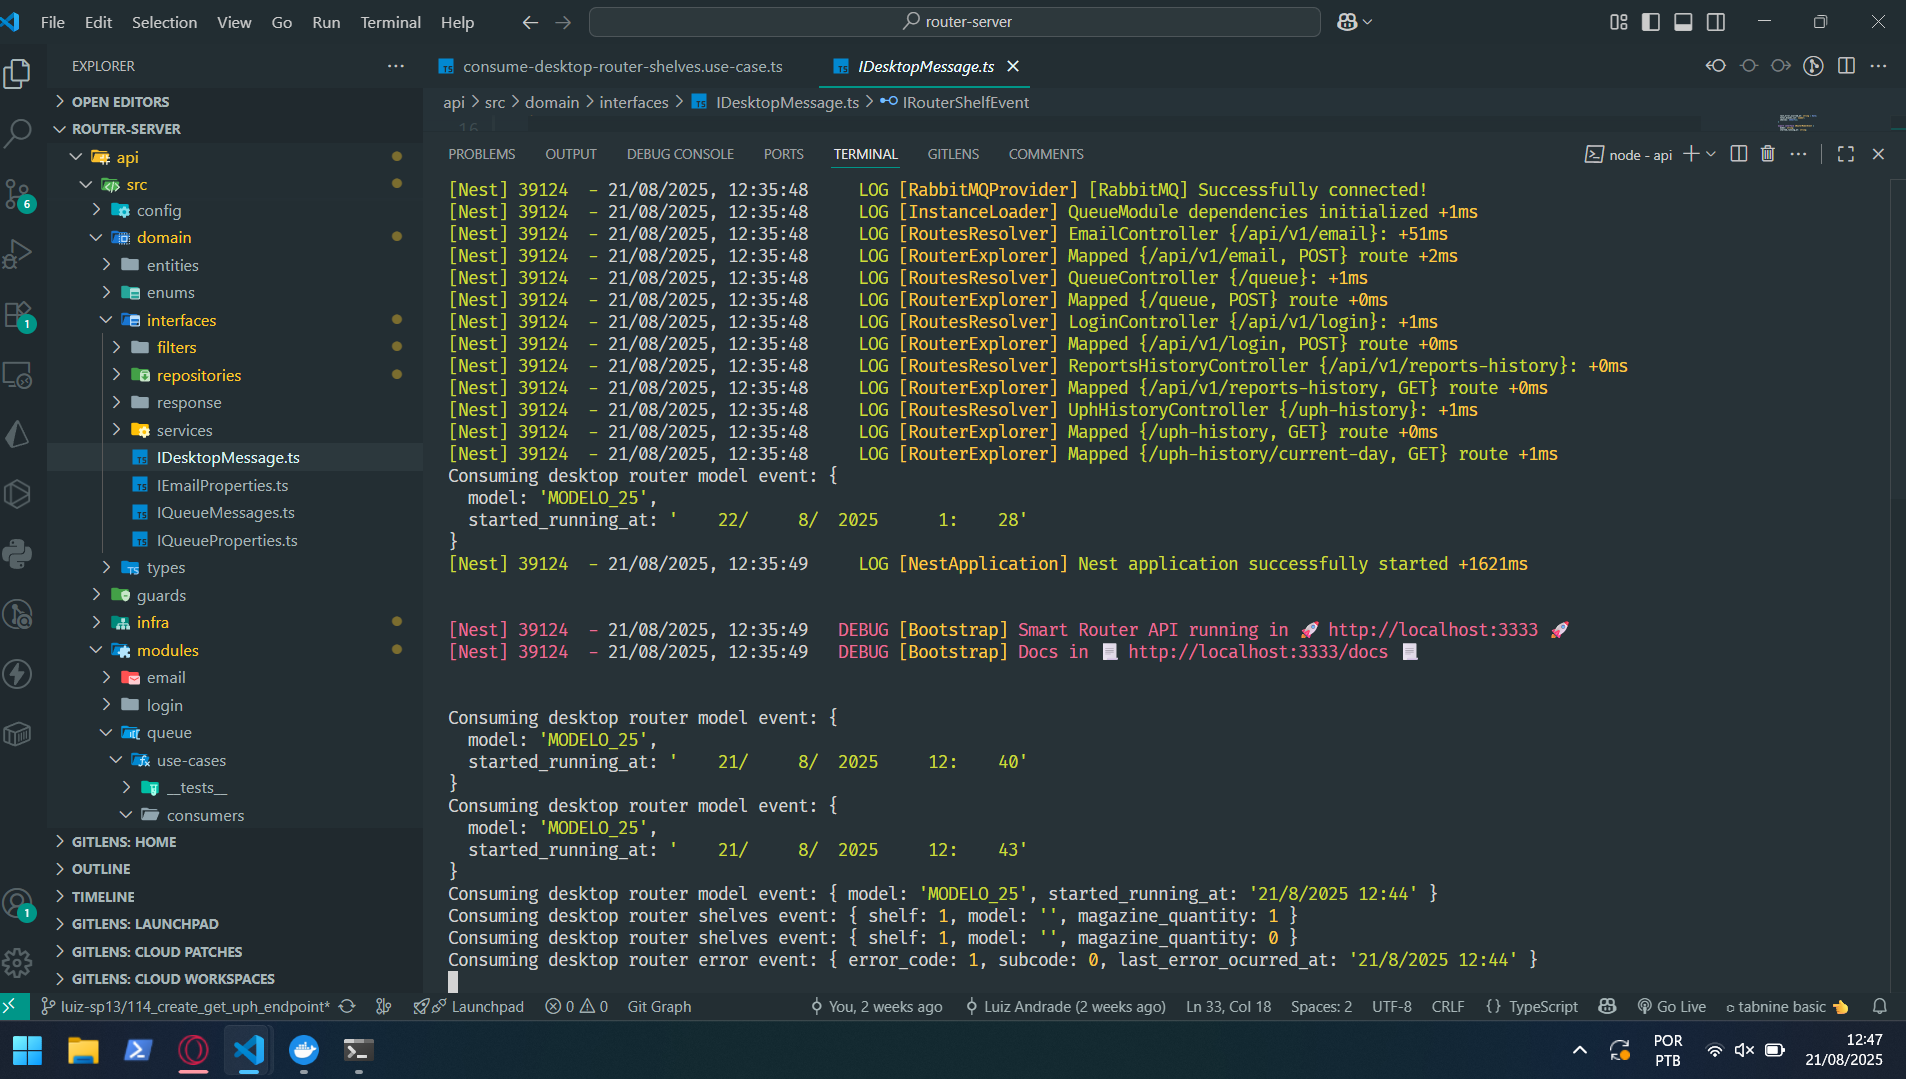 File Edit Selection View Go Run Terminal Help
router-server
EXPLORER
OPEN EDITORS
ROUTER-SERVER
api
src
config
domain
entities
enums
interfaces
filters
repositories
response
services
IDesktopMessage.ts
IEmailProperties.ts
IQueueMessages.ts
IQueueProperties.ts
types
guards
infra
modules
email
login
queue
use-cases
__tests__
consumers
GITLENS: HOME
OUTLINE
TIMELINE
GITLENS: LAUNCHPAD
GITLENS: CLOUD PATCHES
GITLENS: CLOUD WORKSPACES
6
1
1
consume-desktop-router-shelves.use-case.ts
IDesktopMessage.ts
api > src > domain > interfaces > IDesktopMessage.ts > IRouterShelfEvent
16
PROBLEMS OUTPUT DEBUG CONSOLE PORTS TERMINAL GITLENS COMMENTS
node - api
[Nest] 39124  - 21/08/2025, 12:35:48     LOG [RabbitMQProvider] [RabbitMQ] Successfully connected!
[Nest] 39124  - 21/08/2025, 12:35:48     LOG [InstanceLoader] QueueModule dependencies initialized +1ms
[Nest] 39124  - 21/08/2025, 12:35:48     LOG [RoutesResolver] EmailController {/api/v1/email}: +51ms
[Nest] 39124  - 21/08/2025, 12:35:48     LOG [RouterExplorer] Mapped {/api/v1/email, POST} route +2ms
[Nest] 39124  - 21/08/2025, 12:35:48     LOG [RoutesResolver] QueueController {/queue}: +1ms
[Nest] 39124  - 21/08/2025, 12:35:48     LOG [RouterExplorer] Mapped {/queue, POST} route +0ms
[Nest] 39124  - 21/08/2025, 12:35:48     LOG [RoutesResolver] LoginController {/api/v1/login}: +1ms
[Nest] 39124  - 21/08/2025, 12:35:48     LOG [RouterExplorer] Mapped {/api/v1/login, POST} route +0ms
[Nest] 39124  - 21/08/2025, 12:35:48     LOG [RoutesResolver] ReportsHistoryController {/api/v1/reports-history}: +0ms
[Nest] 39124  - 21/08/2025, 12:35:48     LOG [RouterExplorer] Mapped {/api/v1/reports-history, GET} route +0ms
[Nest] 39124  - 21/08/2025, 12:35:48     LOG [RoutesResolver] UphHistoryController {/uph-history}: +1ms
[Nest] 39124  - 21/08/2025, 12:35:48     LOG [RouterExplorer] Mapped {/uph-history, GET} route +0ms
[Nest] 39124  - 21/08/2025, 12:35:48     LOG [RouterExplorer] Mapped {/uph-history/current-day, GET} route +1ms
Consuming desktop router model event: {
  model: 'MODELO_25',
  started_running_at: '    22/     8/  2025      1:    28'
}
[Nest] 39124  - 21/08/2025, 12:35:49     LOG [NestApplication] Nest application successfully started +1621ms
[Nest] 39124  - 21/08/2025, 12:35:49   DEBUG [Bootstrap] Smart Router API running in 🚀 http://localhost:3333 🚀
[Nest] 39124  - 21/08/2025, 12:35:49   DEBUG [Bootstrap] Docs in 📃 http://localhost:3333/docs 📃
Consuming desktop router model event: {
  model: 'MODELO_25',
  started_running_at: '    21/     8/  2025     12:    40'
}
Consuming desktop router model event: {
  model: 'MODELO_25',
  started_running_at: '    21/     8/  2025     12:    43'
}
Consuming desktop router model event: { model: 'MODELO_25', started_running_at: '21/8/2025 12:44' }
Consuming desktop router shelves event: { shelf: 1, model: '', magazine_quantity: 1 }
Consuming desktop router shelves event: { shelf: 1, model: '', magazine_quantity: 0 }
Consuming desktop router error event: { error_code: 1, subcode: 0, last_error_ocurred_at: '21/8/2025 12:44' }
luiz-sp13/114_create_get_uph_endpoint* Launchpad 0 0 Git Graph You, 2 weeks ago Luiz Andrade (2 weeks ago) Ln 33, Col 18 Spaces: 2 UTF-8 CRLF {} TypeScript Go Live tabnine basic 👈
POR
PTB
12:47
21/08/2025